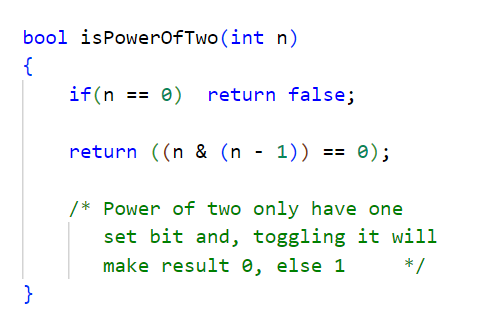 bool isPowerOfTwo(int n)
{
if(n == 0)  return false;
return ((n & (n - 1)) == 0);
/* Power of two only have one
set bit and, toggling it will
make result 0, else 1     */
}